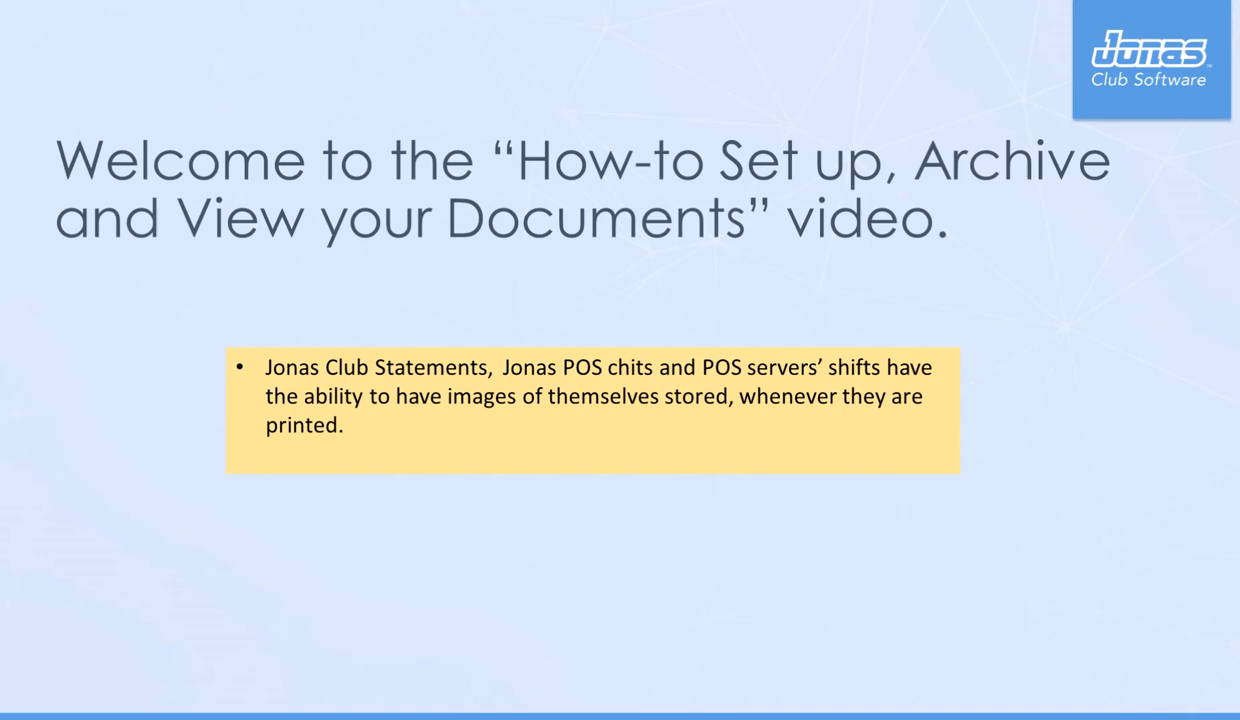 Jonas
Club Software
Welcome to the “How-to Set up, Archive
and View your Documents” video.
• Jonas Club Statements, Jonas POS chits and POS servers’ shifts have
the ability to have images of themselves stored, whenever they are
printed.